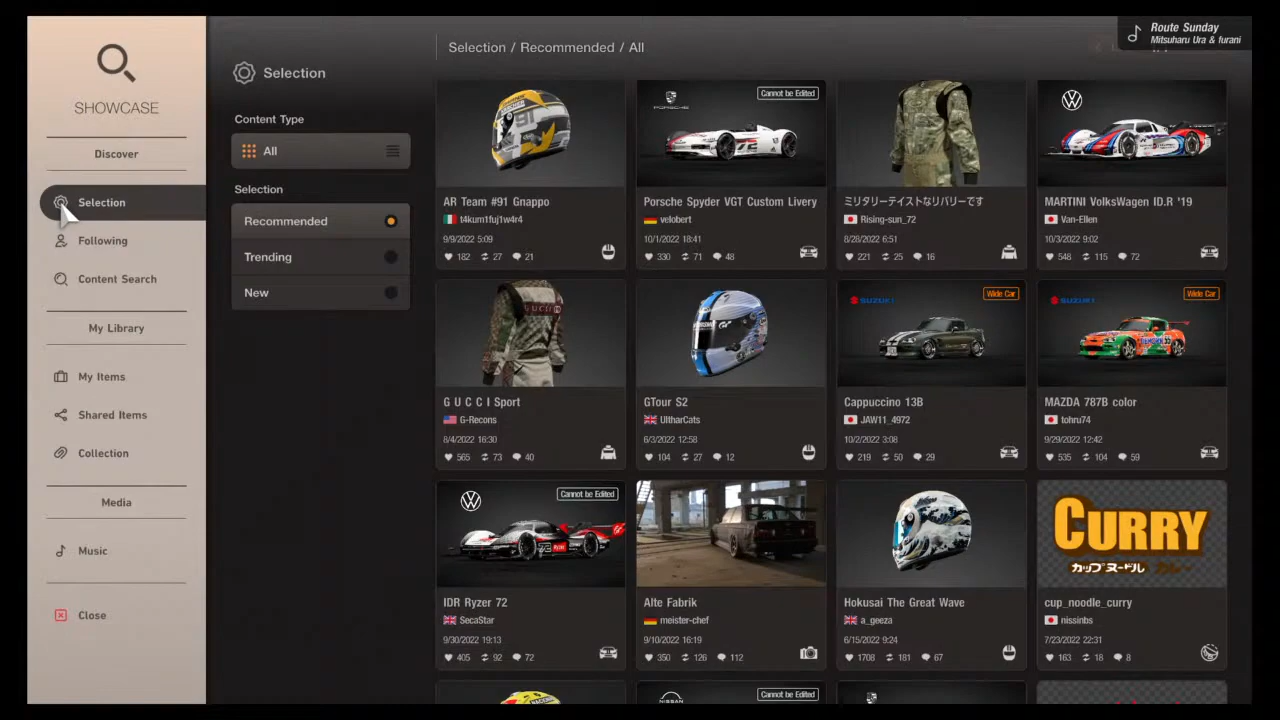 SHOWCASE
Discover
Selection
Following
Content Search
My Library
My Items
Shared Items
Collection
Media
Music
Close
Selection
Content Type
All
Selection
Recommended
Trending
New
Selection / Recommended / All
Route Sunday
Mitsuharu Ura & furani
AR Team #91 Gnappo
t4kum1fuj1w4r4
9/9/2022 5:09
182 27 21
PORSCHE
Cannot be Edited
Porsche Spyder VGT Custom Livery
velobert
10/1/2022 18:41
330 71 48
ミリタリーテイストなリバリーです
Rising-sun_72
8/28/2022 6:51
221 25 16
MARTINI VolksWagen ID.R '19
Van-Ellen
10/3/2022 9:02
548 115 72
GUCCI
G U C C I Sport
G-Recons
8/4/2022 16:30
565 73 40
GTour S2
UltharCats
6/3/2022 12:58
104 27 12
SUZUKI
Wide Car
Cappuccino 13B
JAW11_4972
10/2/2022 3:08
219 50 29
SUZUKI
Wide Car
MAZDA 787B color
tohru74
9/29/2022 12:42
535 104 59
Cannot be Edited
IDR Ryzer 72
SecaStar
9/30/2022 19:13
405 92 72
Alte Fabrik
meister-chef
9/10/2022 16:19
350 126 112
Hokusai The Great Wave
a_geeza
6/15/2022 9:24
1708 181 67
CURRY
カップヌードル
cup_noodle_curry
nissinbs
7/23/2022 22:31
163 18 8
NISSAN
Cannot be Edited